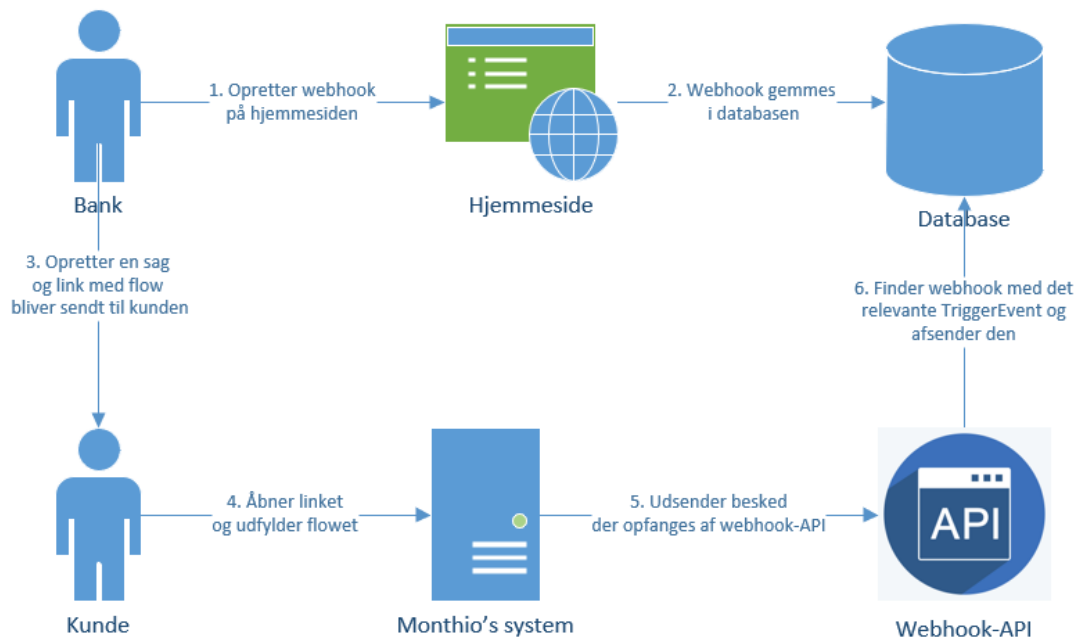 1. Opretter webhook
på hjemmesiden
2. Webhook gemmes
i databasen
Bank
Hjemmeside
Database
3. Opretter en sag
og link med flow
bliver sendt til kunden
6. Finder webhook med det
relevante TriggerEvent og
afsender den
4. Åbner linket
og udfylder flowet
5. Udsender besked
der opfanges af webhook-API
API
Kunde
Monthio's system
Webhook-API